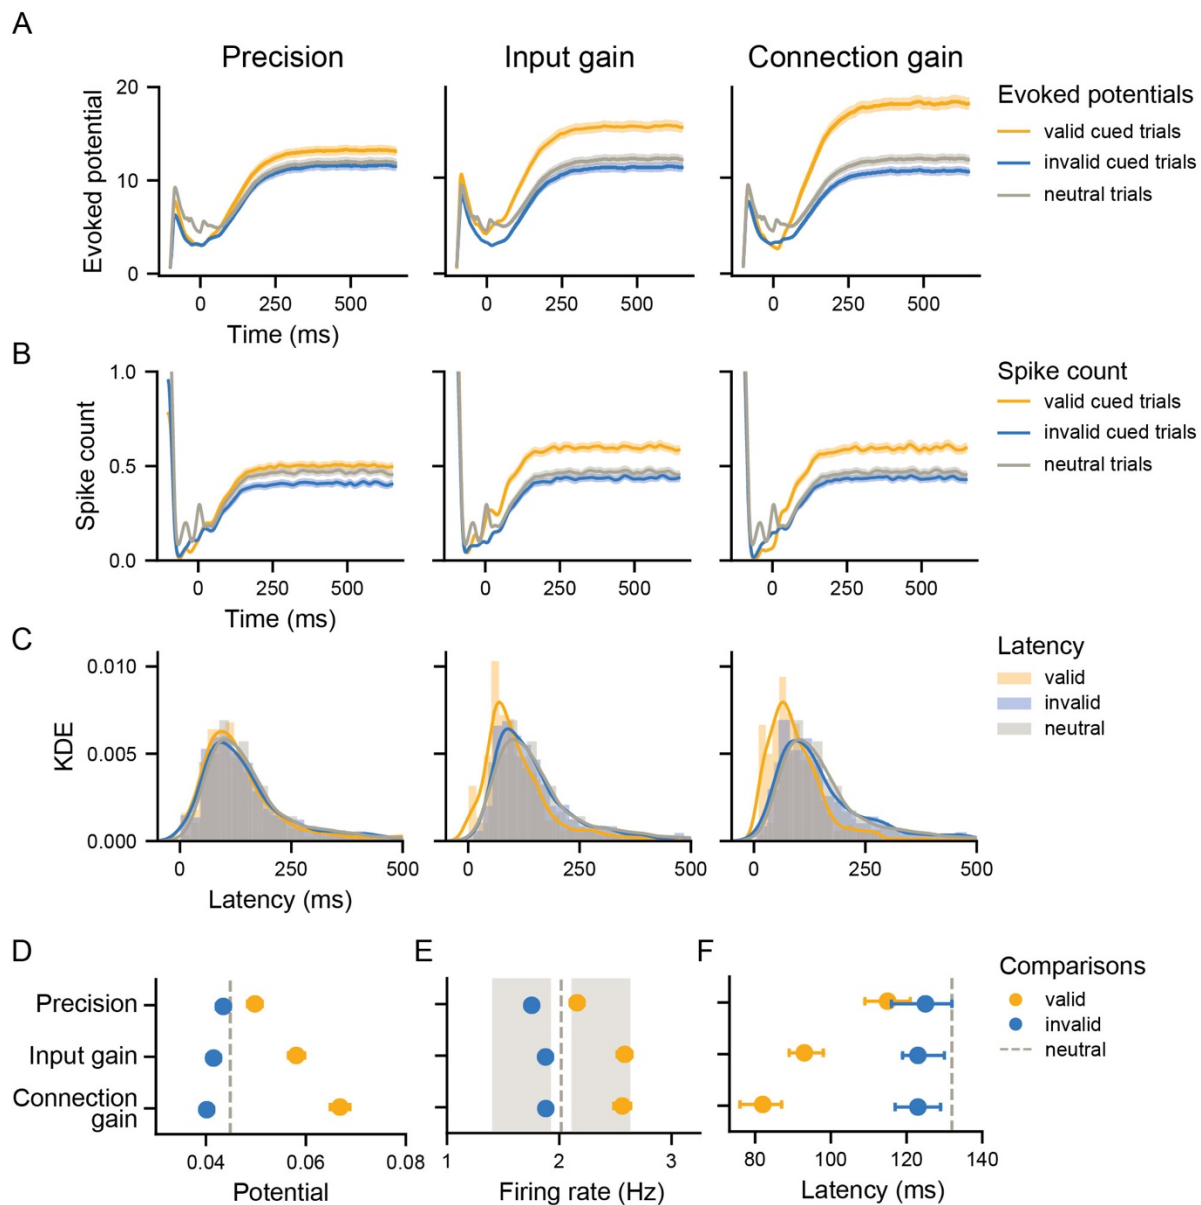 A
Precision
Input gain
Connection gain
Evoked potential
20
10
0
0 250 500
0 250 500
0 250 500
Time (ms)
Evoked potentials
valid cued trials
invalid cued trials
neutral trials
B
Spike count
1.0
0.5
0.0
0 250 500
0 250 500
0 250 500
Time (ms)
Spike count
valid cued trials
invalid cued trials
neutral trials
C
KDE
0.010
0.005
0.000
0 250 500
0 250 500
0 250 500
Latency (ms)
Latency
valid
invalid
neutral
D
Precision
Input gain
Connection
gain
0.04 0.06 0.08
Potential
E
1 2 3
Firing rate (Hz)
F
80 100 120 140
Latency (ms)
Comparisons
valid
invalid
neutral